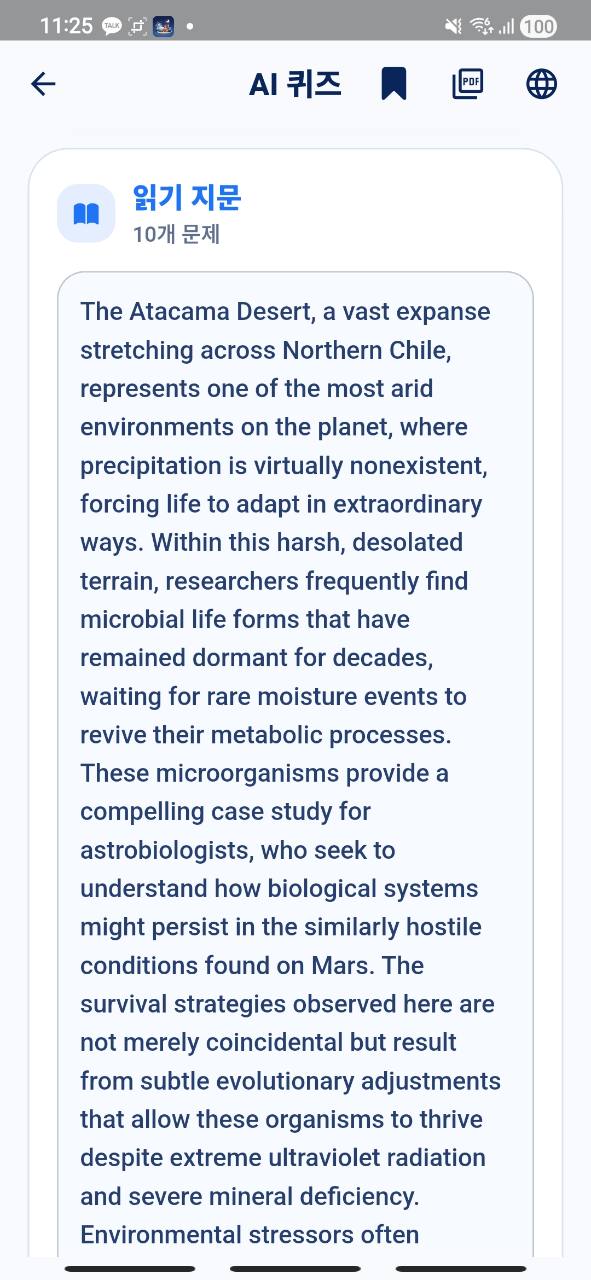 11:25 TALK 100
AI 퀴즈 PDF
읽기 지문
10개 문제
The Atacama Desert, a vast expanse
stretching across Northern Chile,
represents one of the most arid
environments on the planet, where
precipitation is virtually nonexistent,
forcing life to adapt in extraordinary
ways. Within this harsh, desolated
terrain, researchers frequently find
microbial life forms that have
remained dormant for decades,
waiting for rare moisture events to
revive their metabolic processes.
These microorganisms provide a
compelling case study for
astrobiologists, who seek to
understand how biological systems
might persist in the similarly hostile
conditions found on Mars. The
survival strategies observed here are
not merely coincidental but result
from subtle evolutionary adjustments
that allow these organisms to thrive
despite extreme ultraviolet radiation
and severe mineral deficiency.
Environmental stressors often